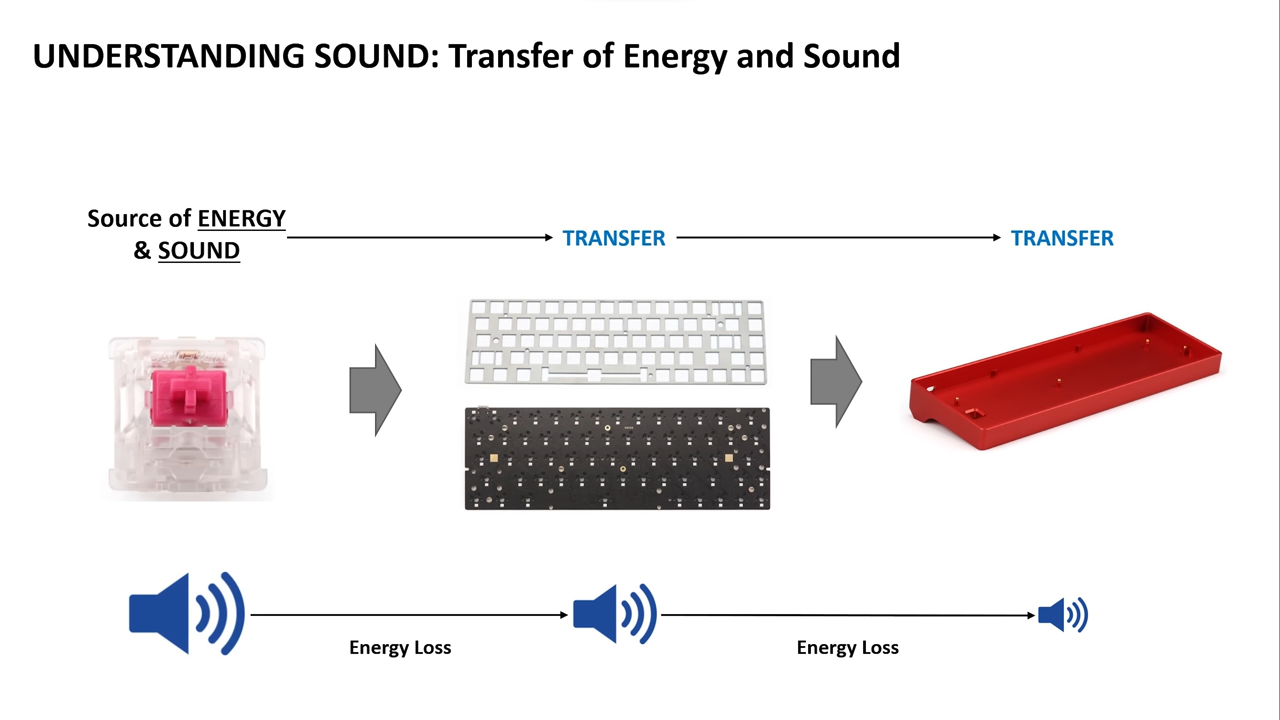 UNDERSTANDING SOUND: Transfer of Energy and Sound
Source of ENERGY
& SOUND
TRANSFER
TRANSFER
Energy Loss
Energy Loss